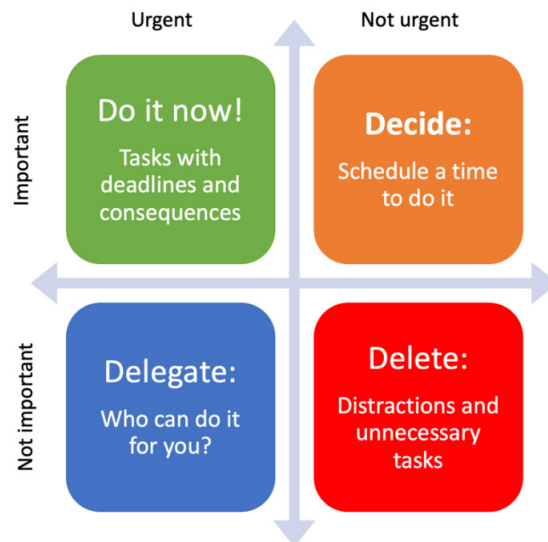 Urgent
Not urgent
Important
Do it now!
Tasks with
deadlines and
consequences
Decide:
Schedule a time
to do it
Not important
Delegate:
Who can do it
for you?
Delete:
Distractions and
unnecessary
tasks